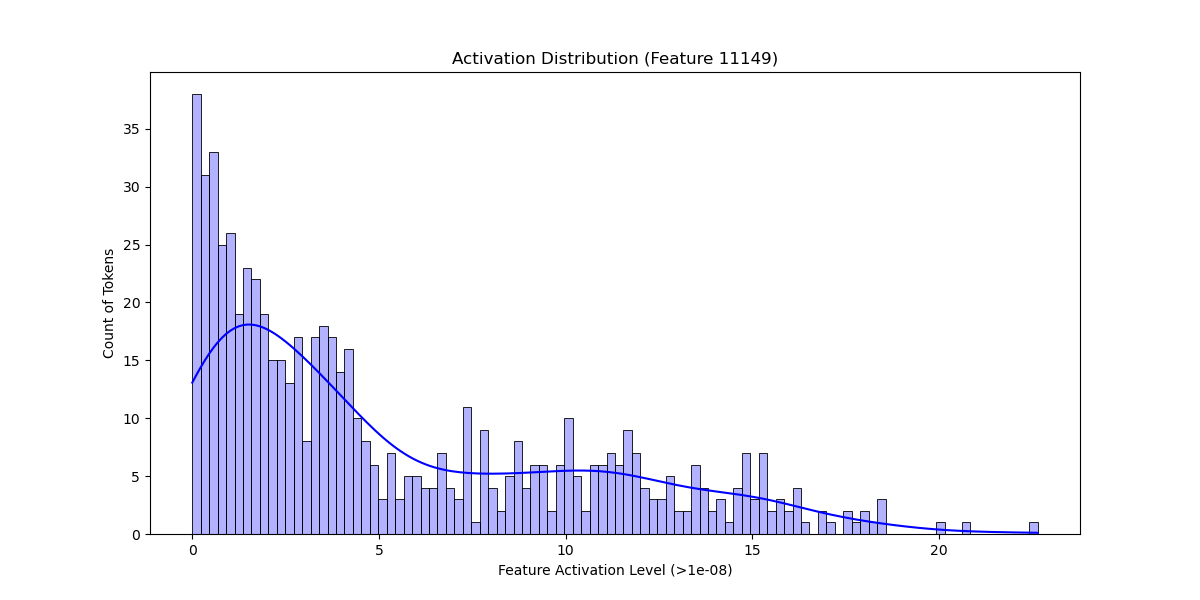 Activation Distribution (Feature 11149)
Count of Tokens
35
30
25
20
15
10
5
0
0 5 10 15 20
Feature Activation Level (>1e-08)